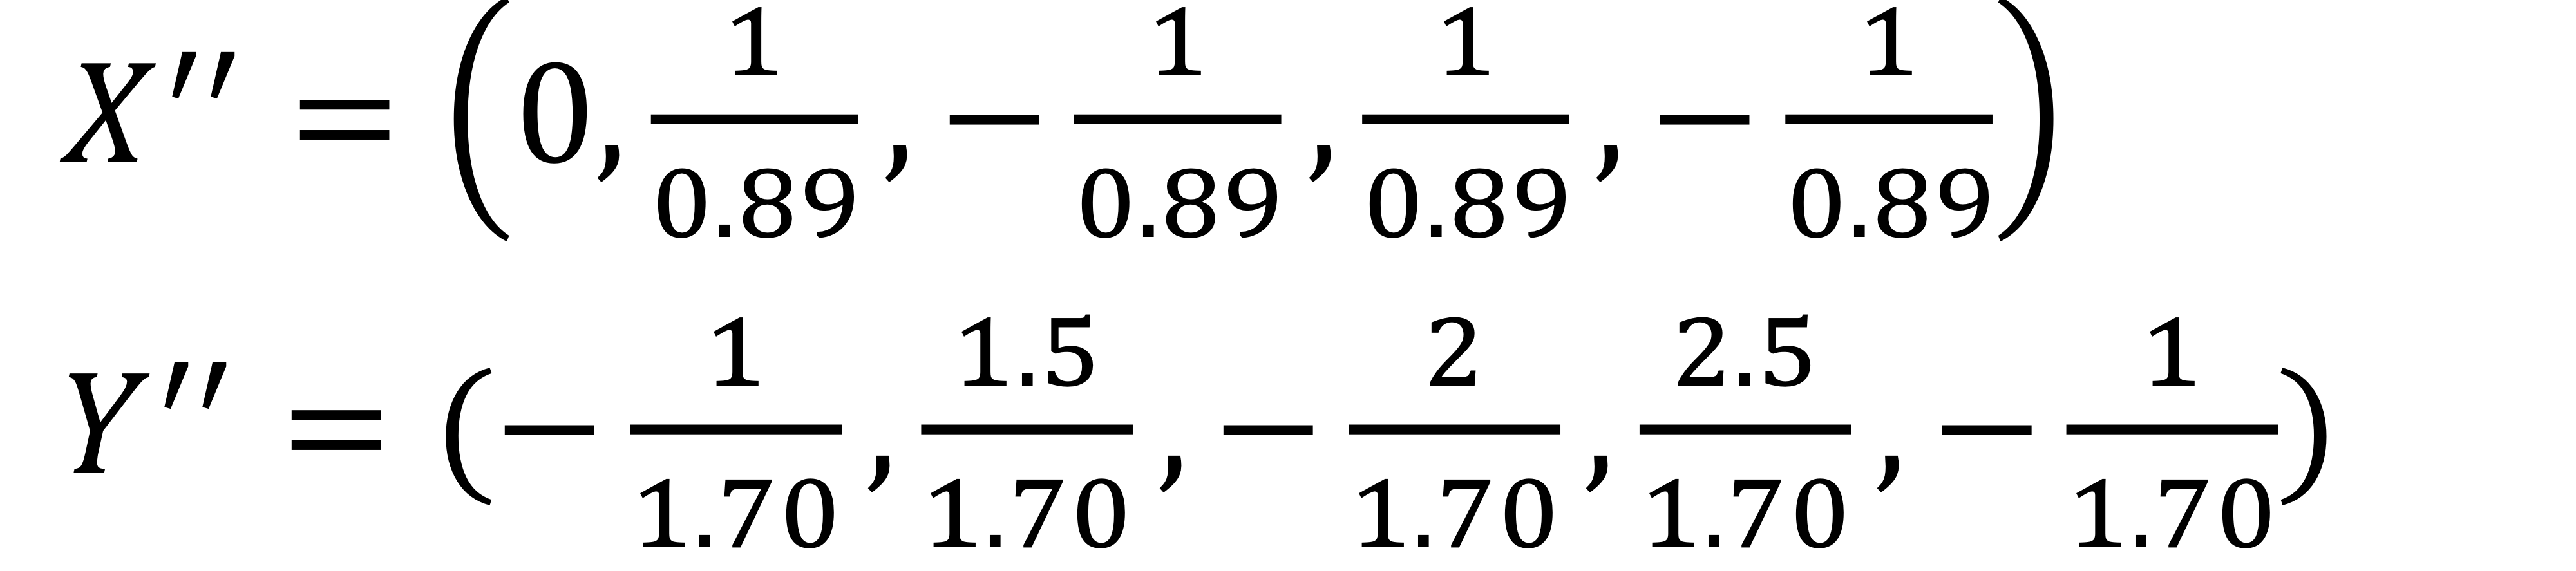 X″ = (0, 1/0.89, − 1/0.89, 1/0.89, − 1/0.89)
Y″ = (− 1/1.70, 1.5/1.70, − 2/1.70, 2.5/1.70, − 1/1.70)